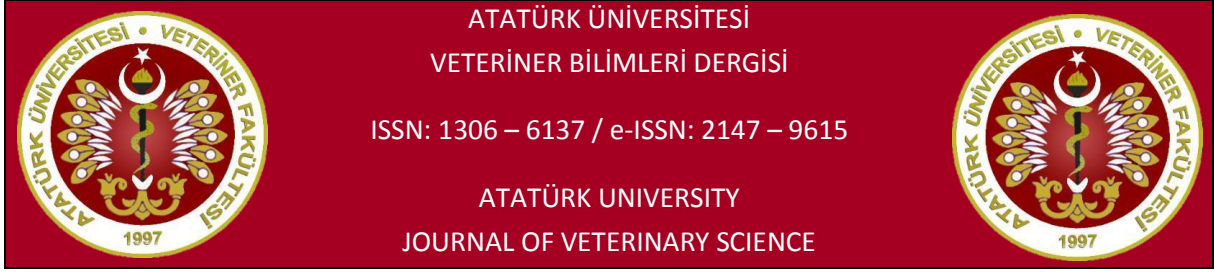 ATATÜRK ÜNİVERSİTESİ
VETERİNER BİLİMLERİ DERGİSİ
ISSN: 1306 – 6137 / e-ISSN: 2147 – 9615
ATATÜRK UNIVERSITY
JOURNAL OF VETERINARY SCIENCE
ATATÜRK ÜNİVERSİTESİ • VETERİNER FAKÜLTESİ
1997
ATATÜRK ÜNİVERSİTESİ • VETERİNER FAKÜLTESİ
1997